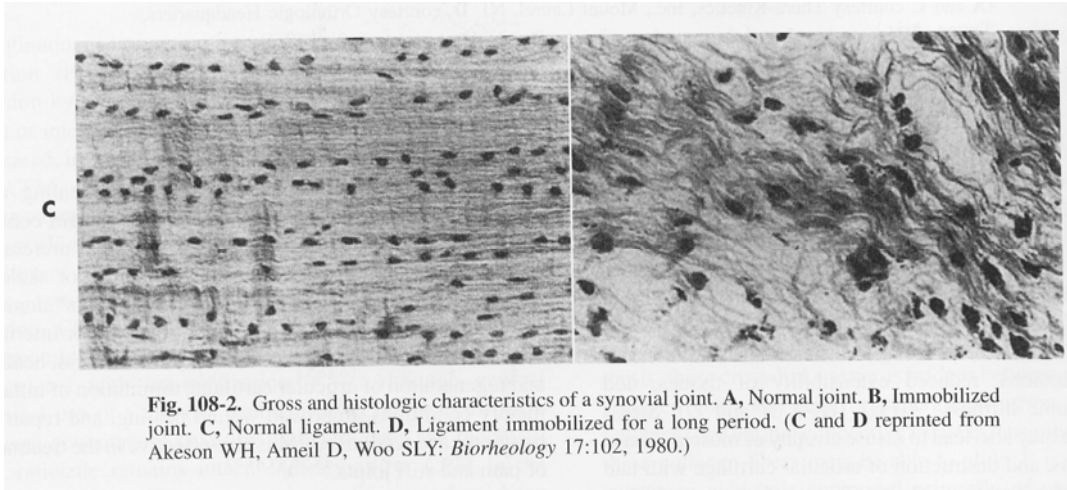 C
Fig. 108-2. Gross and histologic characteristics of a synovial joint. A, Normal joint. B, Immobilized
joint. C, Normal ligament. D, Ligament immobilized for a long period. (C and D reprinted from
Akeson WH, Ameil D, Woo SLY: Biorheology 17:102, 1980.)